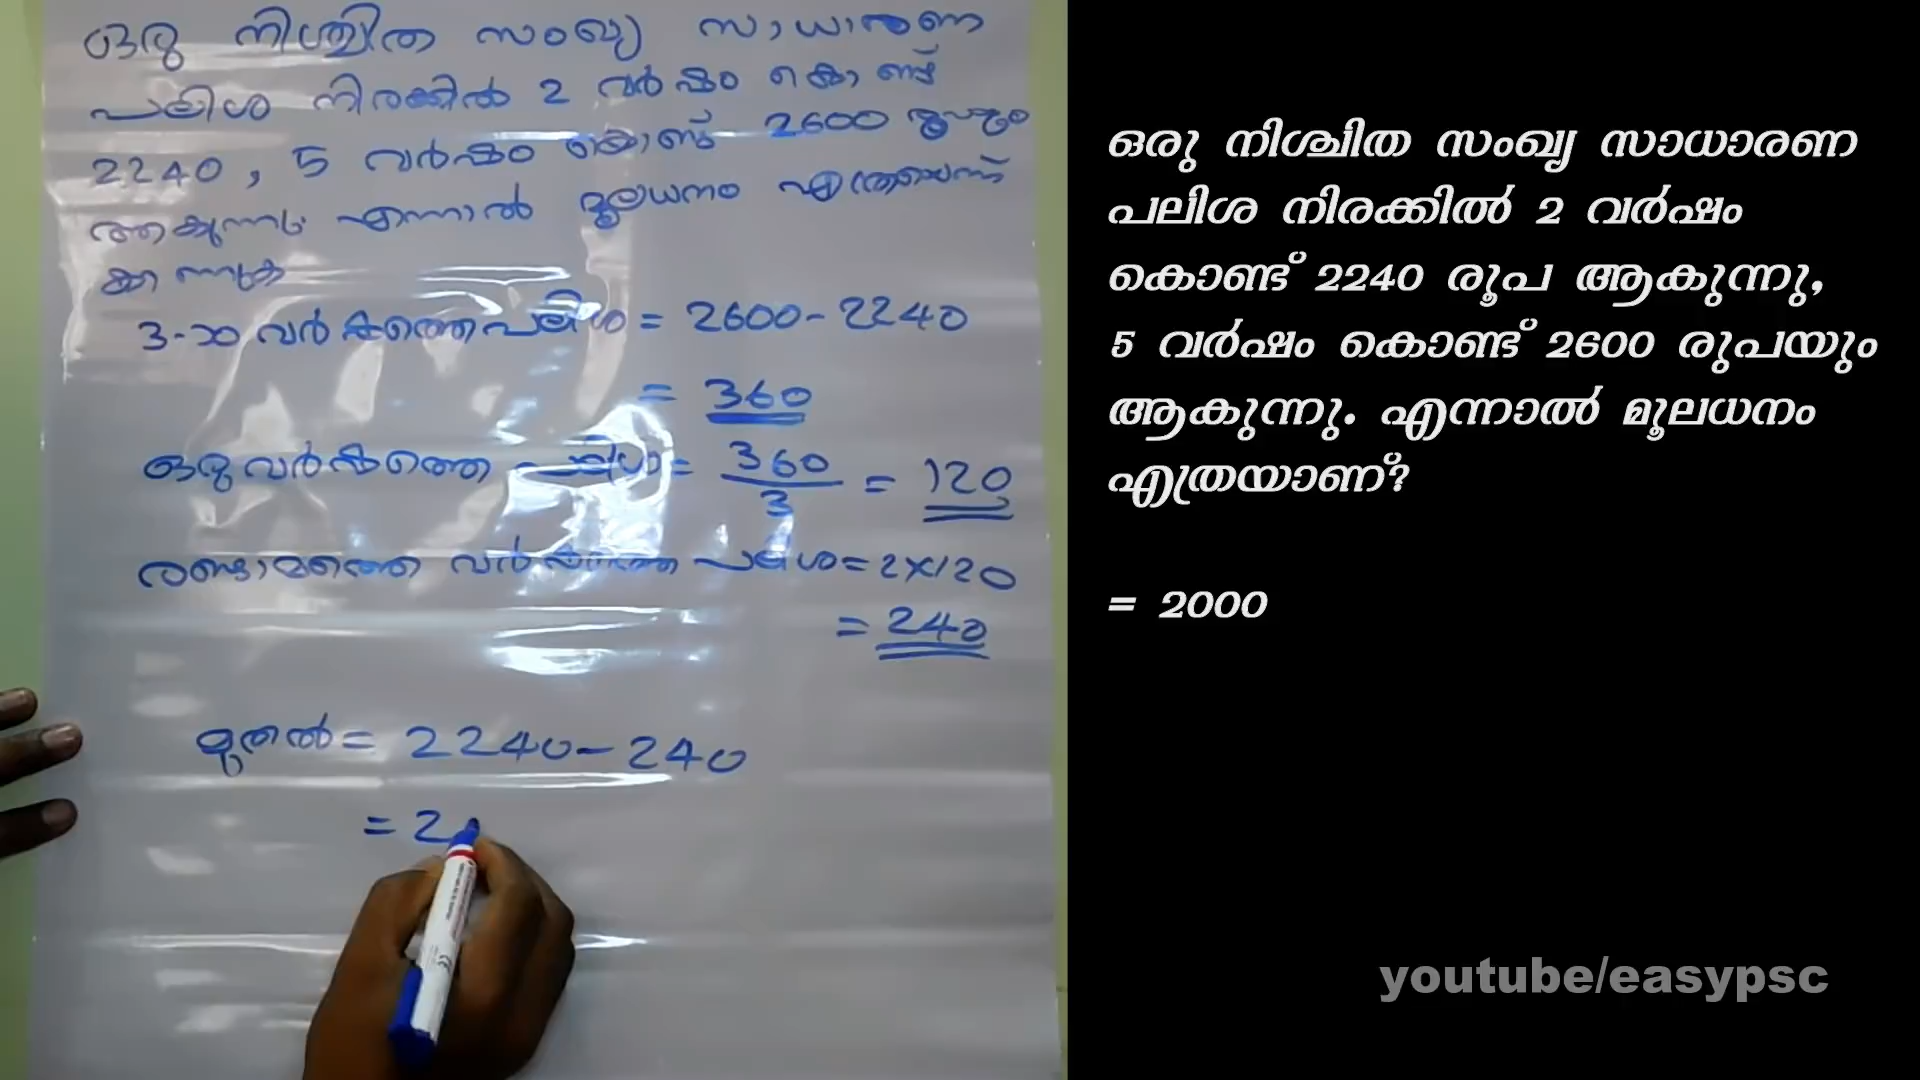 ഒരു നിശ്ചിത സംഖ്യ സാധാരണ
പലിശ നിരക്കിൽ 2 വർഷം കൊണ്ട്
2240, 5 വർഷം കൊണ്ട് 2600 രൂപയും
ആകുന്നു എന്നാൽ മൂലധനം എത്രയെന്ന്
3-ാo വർഷത്തെ പലിശ = 2600 - 2240
= 360
ഒരു വർഷത്തെ പലിശ = 360/3 = 120
രണ്ടാമത്തെ വർഷത്തെ പലിശ = 2×120
= 240
മുതൽ = 2240 - 240
= 2
ഒരു നിശ്ചിത സംഖ്യ സാധാരണ
പലിശ നിരക്കിൽ 2 വർഷം
കൊണ്ട് 2240 രൂപ ആകുന്നു,
5 വർഷം കൊണ്ട് 2600 രുപയും
ആകുന്നു. എന്നാൽ മൂലധനം
എത്രയാണ്?
= 2000
youtube/easypsc